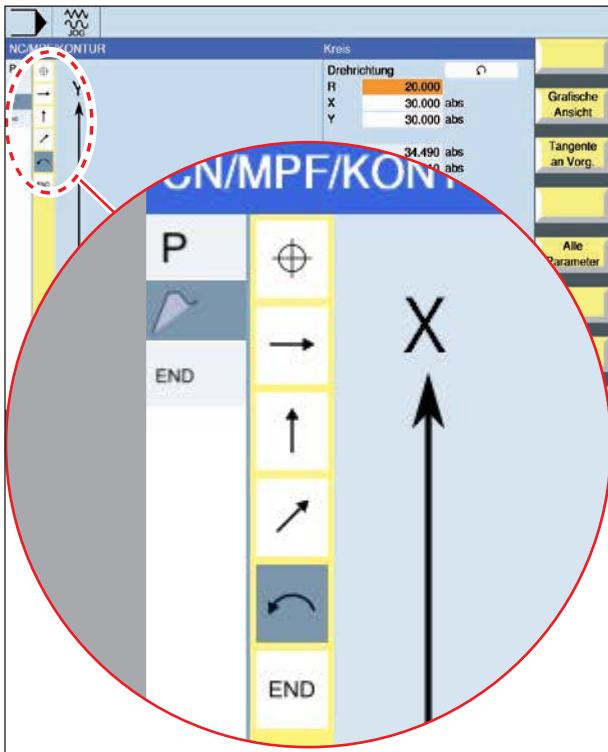 JOG
NC/MPF/KONTUR
Kreis
P
Y
END
Drehrichtung
R 20.000
X 30.000 abs
Y 30.000 abs
34.490 abs
abs
Grafische
Ansicht
Tangente
an Vorg.
Alle
Parameter
CN/MPF/KONT
P
X
END
END